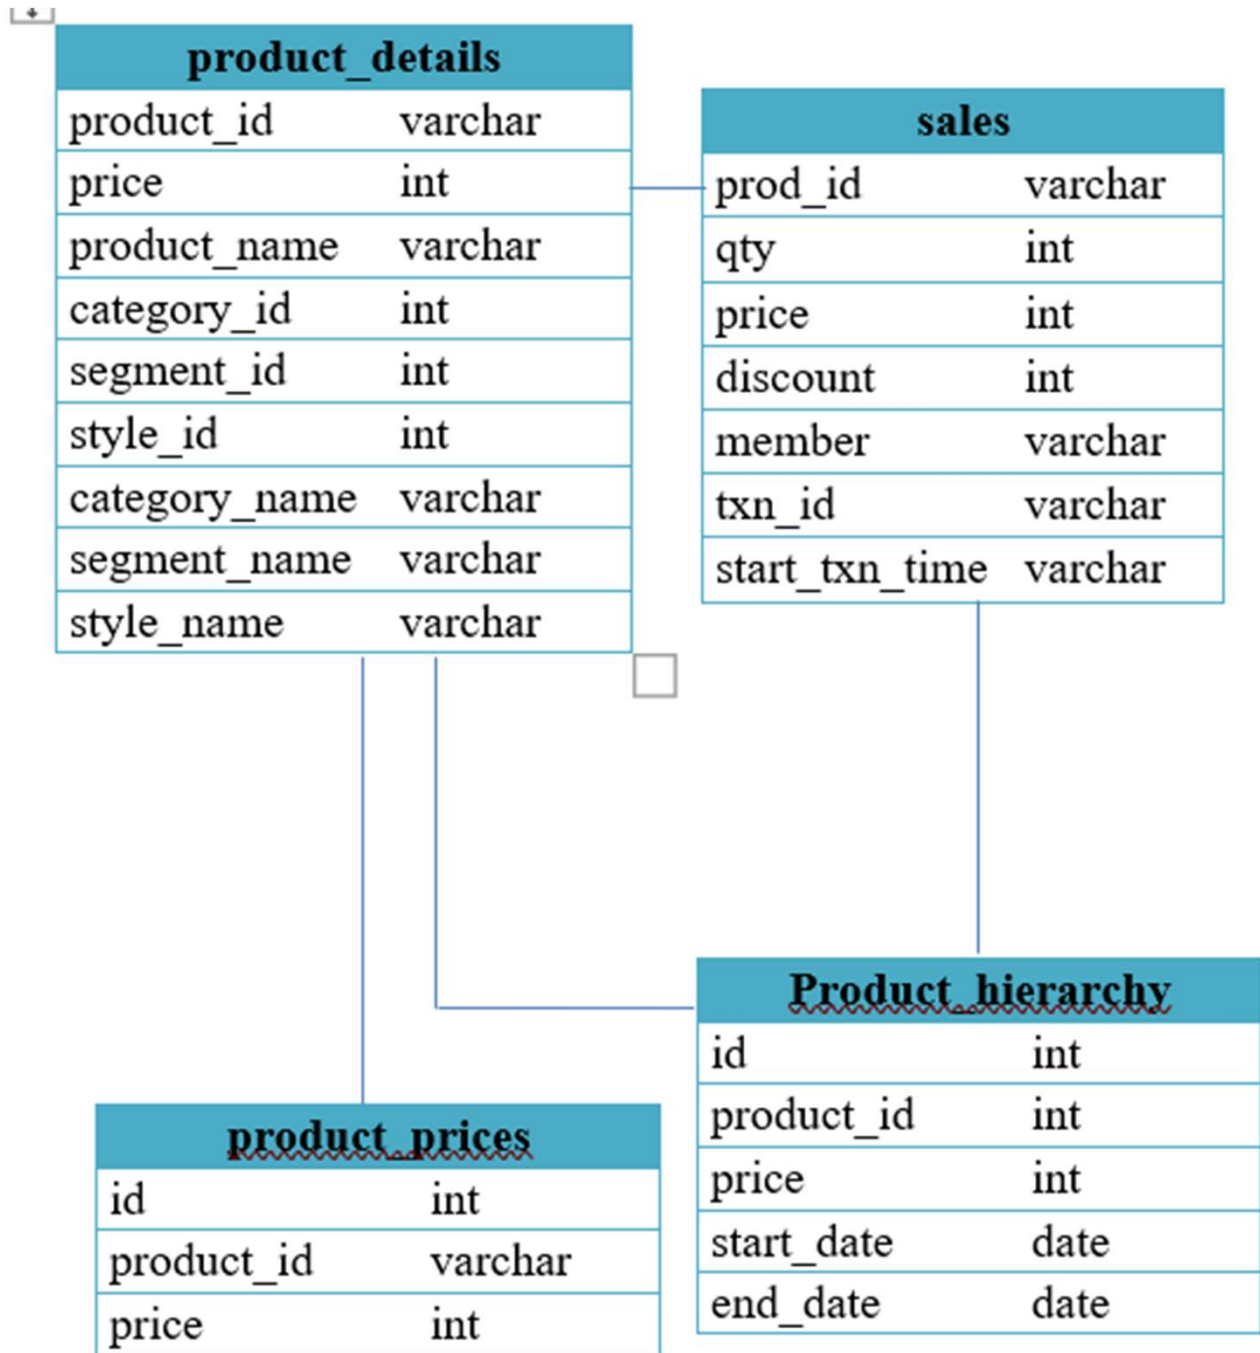 product_details
product_id varchar
price int
product_name varchar
category_id int
segment_id int
style_id int
category_name varchar
segment_name varchar
style_name varchar
sales
prod_id varchar
qty int
price int
discount int
member varchar
txn_id varchar
start_txn_time varchar
product_prices
id int
product_id varchar
price int
Product_hierarchy
id int
product_id int
price int
start_date date
end_date date